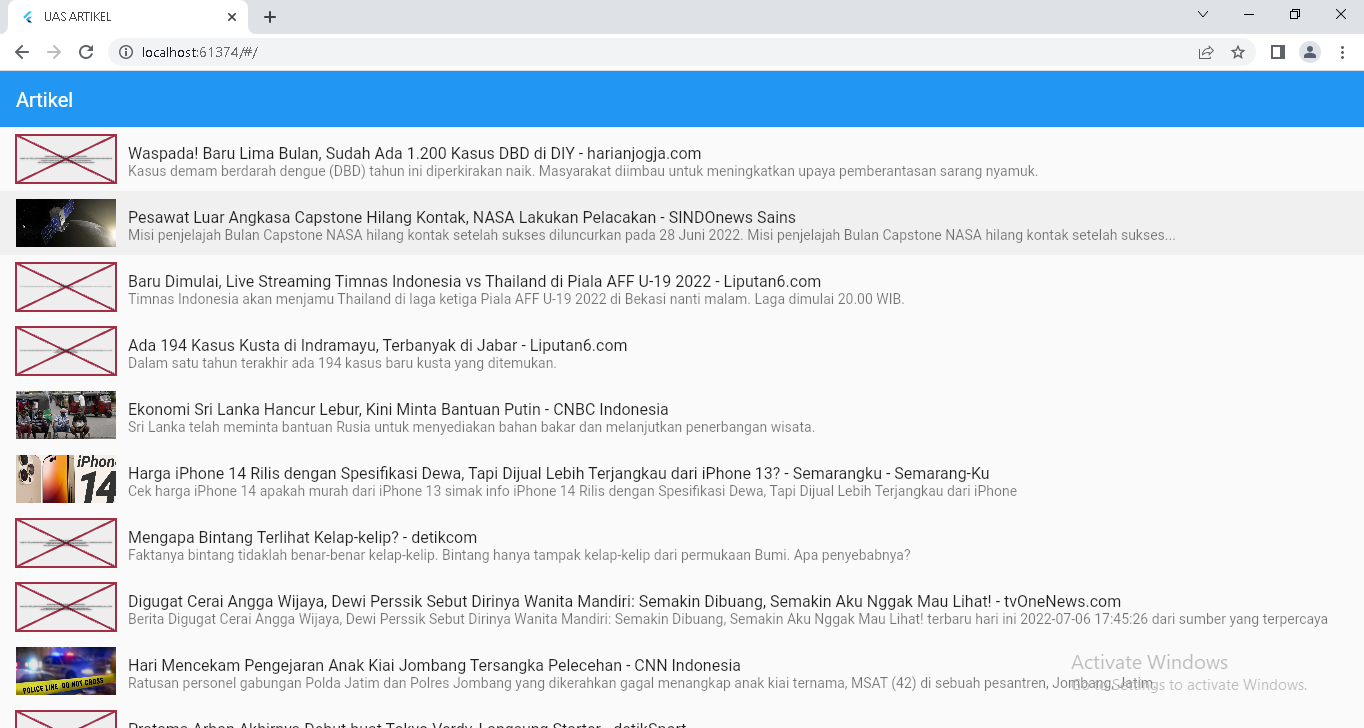 UAS ARTIKEL
localhost:61374/#/
Artikel
Waspada! Baru Lima Bulan, Sudah Ada 1.200 Kasus DBD di DIY - harianjogja.com
Kasus demam berdarah dengue (DBD) tahun ini diperkirakan naik. Masyarakat diimbau untuk meningkatkan upaya pemberantasan sarang nyamuk.
Pesawat Luar Angkasa Capstone Hilang Kontak, NASA Lakukan Pelacakan - SINDOnews Sains
Misi penjelajah Bulan Capstone NASA hilang kontak setelah sukses diluncurkan pada 28 Juni 2022. Misi penjelajah Bulan Capstone NASA hilang kontak setelah sukses...
Baru Dimulai, Live Streaming Timnas Indonesia vs Thailand di Piala AFF U-19 2022 - Liputan6.com
Timnas Indonesia akan menjamu Thailand di laga ketiga Piala AFF U-19 2022 di Bekasi nanti malam. Laga dimulai 20.00 WIB.
Ada 194 Kasus Kusta di Indramayu, Terbanyak di Jabar - Liputan6.com
Dalam satu tahun terakhir ada 194 kasus baru kusta yang ditemukan.
Ekonomi Sri Lanka Hancur Lebur, Kini Minta Bantuan Putin - CNBC Indonesia
Sri Lanka telah meminta bantuan Rusia untuk menyediakan bahan bakar dan melanjutkan penerbangan wisata.
iPhon
14
Harga iPhone 14 Rilis dengan Spesifikasi Dewa, Tapi Dijual Lebih Terjangkau dari iPhone 13? - Semarangku - Semarang-Ku
Cek harga iPhone 14 apakah murah dari iPhone 13 simak info iPhone 14 Rilis dengan Spesifikasi Dewa, Tapi Dijual Lebih Terjangkau dari iPhone
Mengapa Bintang Terlihat Kelap-kelip? - detikcom
Faktanya bintang tidaklah benar-benar kelap-kelip. Bintang hanya tampak kelap-kelip dari permukaan Bumi. Apa penyebabnya?
Digugat Cerai Angga Wijaya, Dewi Perssik Sebut Dirinya Wanita Mandiri: Semakin Dibuang, Semakin Aku Nggak Mau Lihat! - tvOneNews.com
Berita Digugat Cerai Angga Wijaya, Dewi Perssik Sebut Dirinya Wanita Mandiri: Semakin Dibuang, Semakin Aku Nggak Mau Lihat! terbaru hari ini 2022-07-06 17:45:26 dari sumber yang terpercaya
POLICE LINE DO NOT CROSS
Hari Mencekam Pengejaran Anak Kiai Jombang Tersangka Pelecehan - CNN Indonesia
Ratusan personel gabungan Polda Jatim dan Polres Jombang yang dikerahkan gagal menangkap anak kiai ternama, MSAT (42) di sebuah pesantren, Jombang, Jatim.
Activate Windows
Go to Settings to activate Windows.
Pratama Arhan Akhirnya Debut buat Tokyo Verdy, Langsung Starter - detikSport